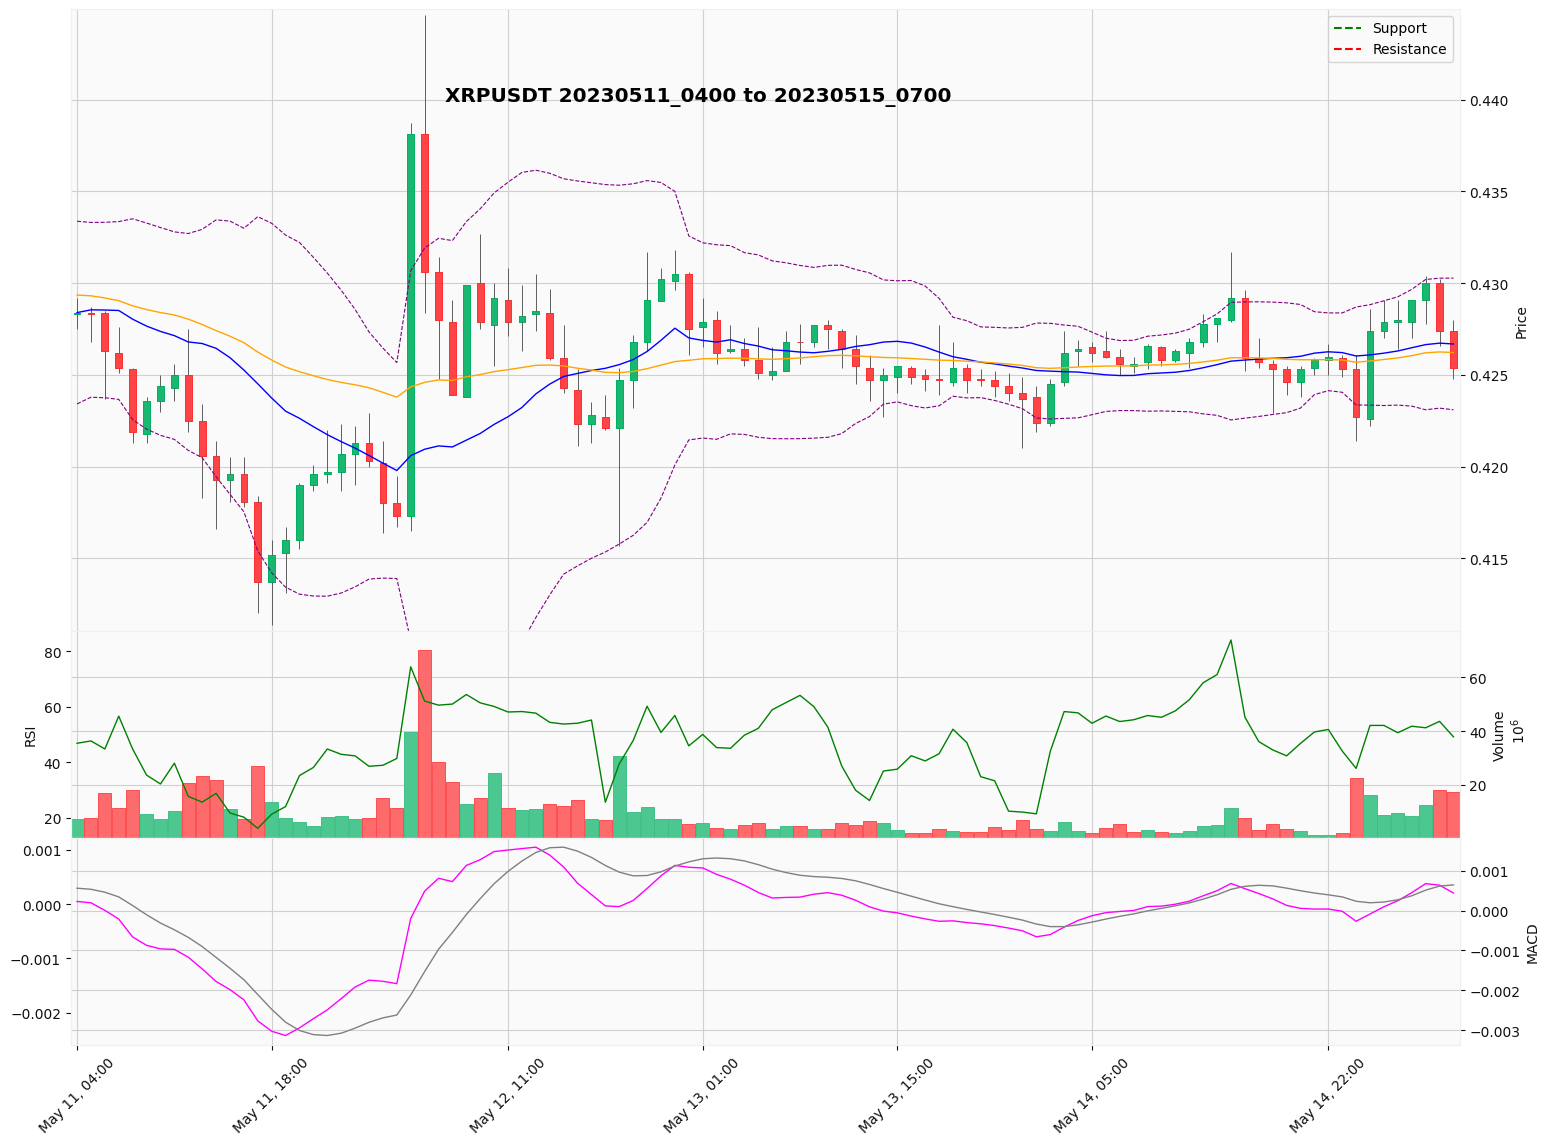 Support
Resistance
XRPUSDT 20230511_0400 to 20230515_0700
0.440
0.435
0.430
0.425
0.420
0.415
Price
80
60
40
20
RSI
60
40
20
Volume
10^6
0.001
0.000
−0.001
−0.002
0.001
0.000
−0.001
−0.002
−0.003
MACD
May 11, 04:00
May 11, 18:00
May 12, 11:00
May 13, 01:00
May 13, 15:00
May 14, 05:00
May 14, 22:00